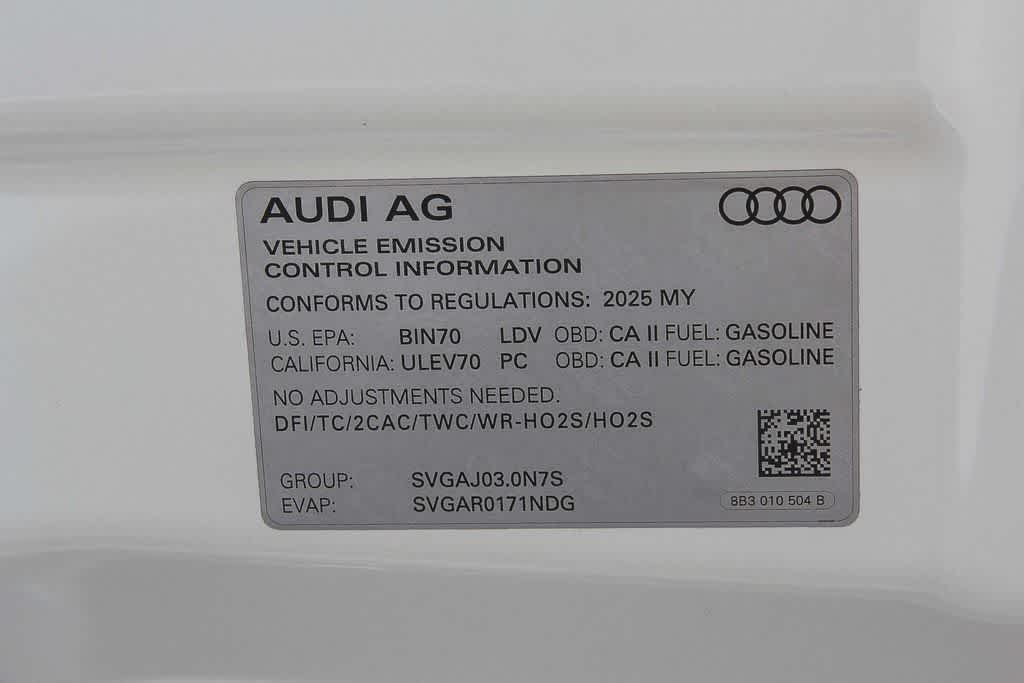 AUDI AG
VEHICLE EMISSION
CONTROL INFORMATION
CONFORMS TO REGULATIONS: 2025 MY
U.S. EPA: BIN70 LDV OBD: CA II FUEL: GASOLINE
CALIFORNIA: ULEV70 PC OBD: CA II FUEL: GASOLINE
NO ADJUSTMENTS NEEDED.
DFI/TC/2CAC/TWC/WR-HO2S/HO2S
GROUP: SVGAJ03.0N7S
EVAP: SVGAR0171NDG
8B3 010 504 B